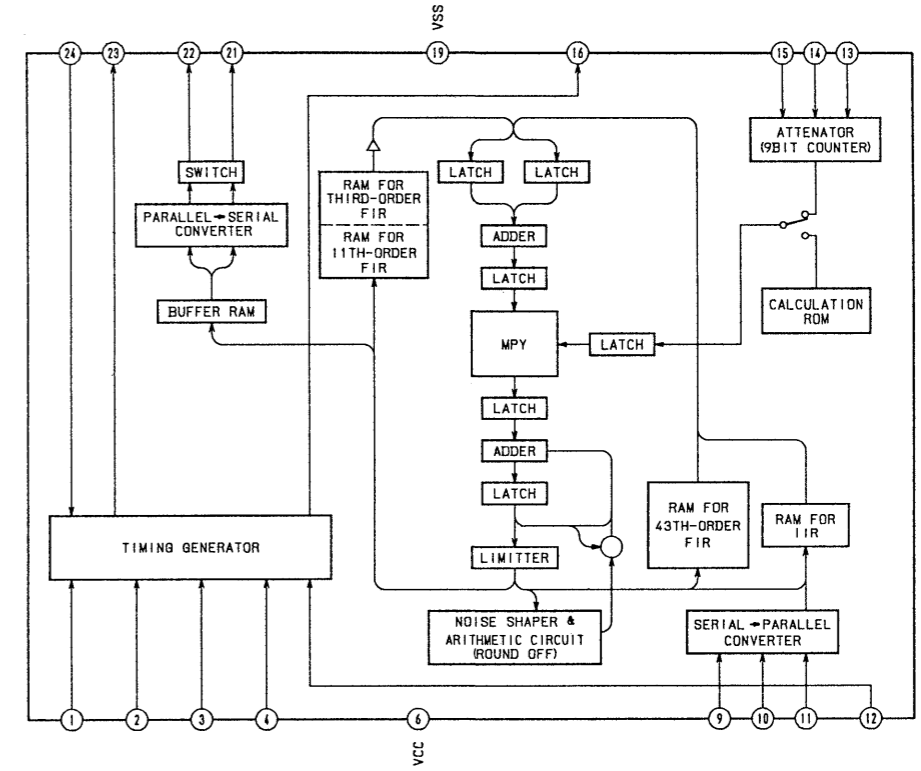 VSS
24
23
22
21
19
16
15
14
13
ATTENATOR
(9BIT COUNTER)
SWITCH
LATCH
LATCH
RAM FOR
THIRD-ORDER
FIR
PARALLEL→SERIAL
CONVERTER
ADDER
RAM FOR
11TH-ORDER
FIR
LATCH
BUFFER RAM
CALCULATION
ROM
MPY
LATCH
LATCH
ADDER
LATCH
RAM FOR
43TH-ORDER
FIR
RAM FOR
IIR
TIMING GENERATOR
LIMITTER
NOISE SHAPER &
ARITHMETIC CIRCUIT
(ROUND OFF)
SERIAL→PARALLEL
CONVERTER
1
2
3
4
6
9
10
11
12
VCC